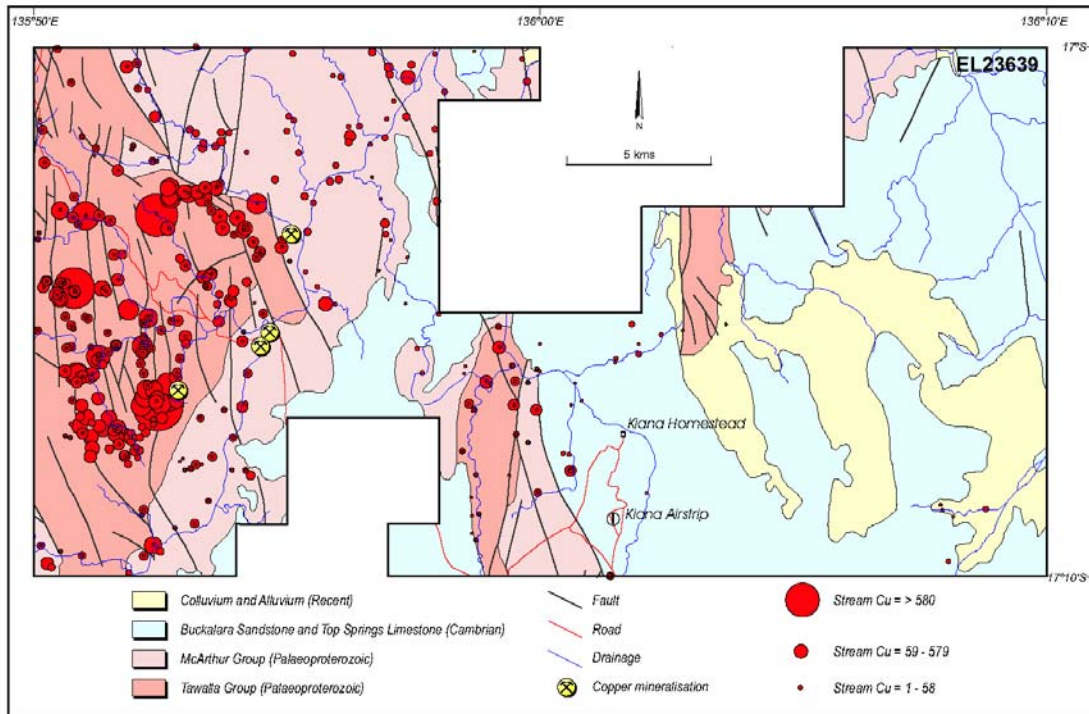 135°50'E
136°00'E
136°10'E
17°S
EL23639
N
5 kms
Kiana Homestead
Kiana Airstrip
17°10'S
Colluvium and Alluvium (Recent)
Buckalara Sandstone and Top Springs Limestone (Cambrian)
McArthur Group (Palaeoproterozoic)
Tawalla Group (Palaeoproterozoic)
Fault
Road
Drainage
Copper mineralisation
Stream Cu = > 580
Stream Cu = 59 - 579
Stream Cu = 1 - 58